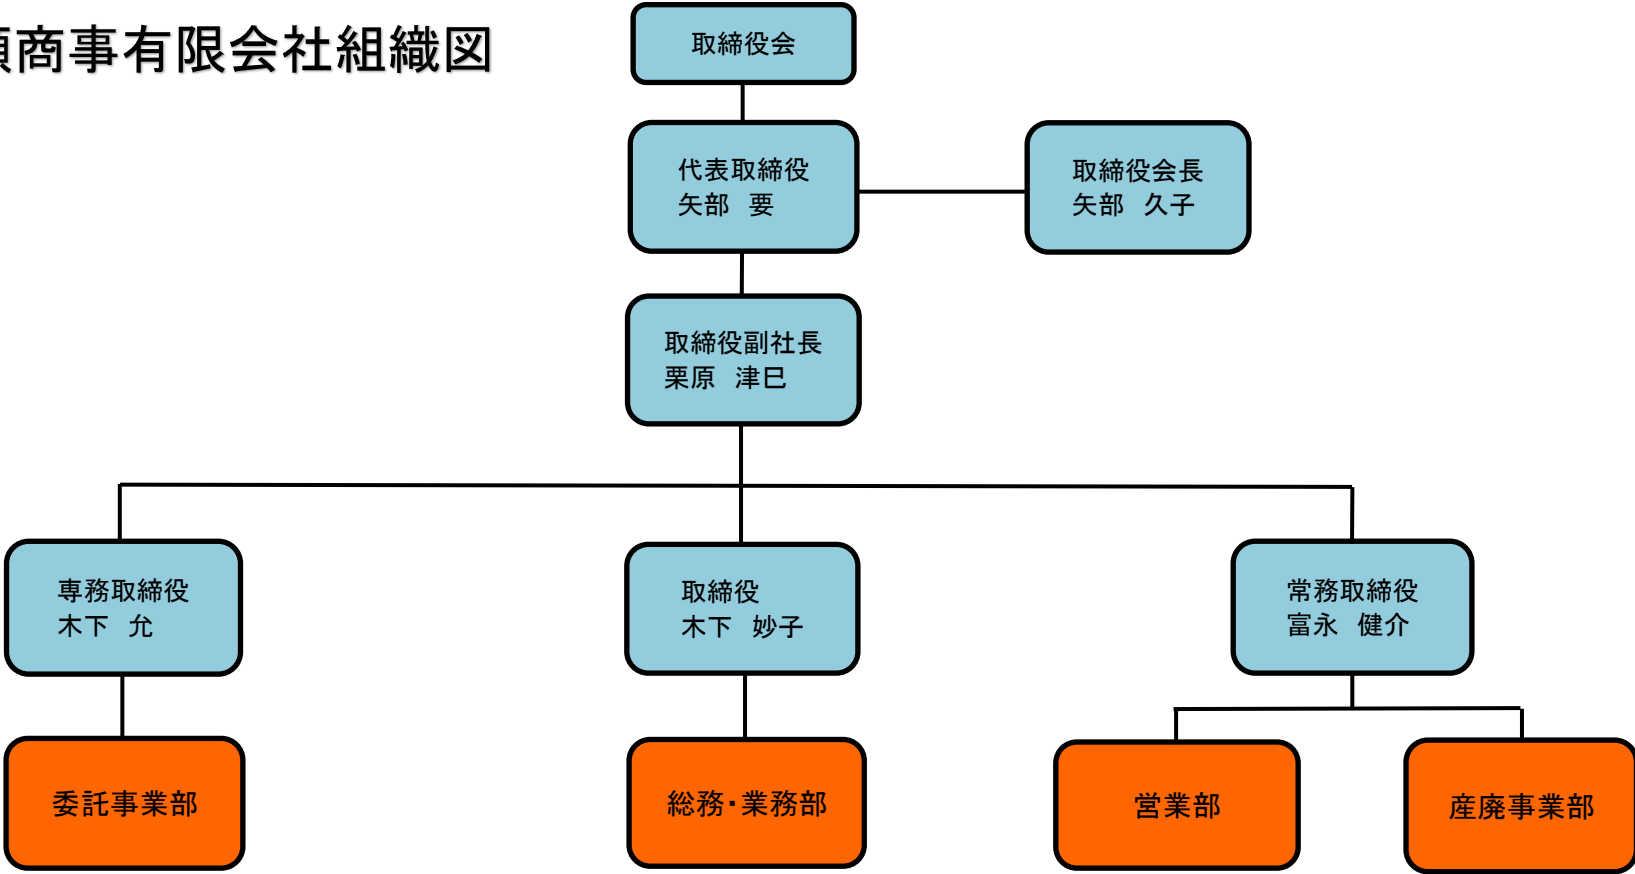 商事有限会社組織図
取締役会
代表取締役
矢部 要
取締役会長
矢部 久子
取締役副社長
栗原 津巳
専務取締役
木下 允
取締役
木下 妙子
常務取締役
富永 健介
委託事業部
総務・業務部
営業部
産廃事業部